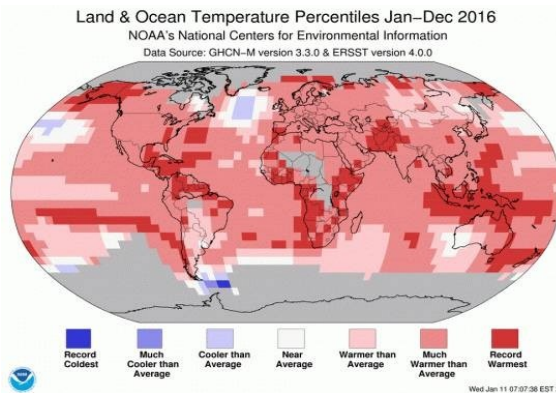 Land & Ocean Temperature Percentiles Jan–Dec 2016
NOAA's National Centers for Environmental Information
Data Source: GHCN–M version 3.3.0 & ERSST version 4.0.0
Record Coldest
Much Cooler than Average
Cooler than Average
Near Average
Warmer than Average
Much Warmer than Average
Record Warmest
Wed Jan 11 07:07:38 EST